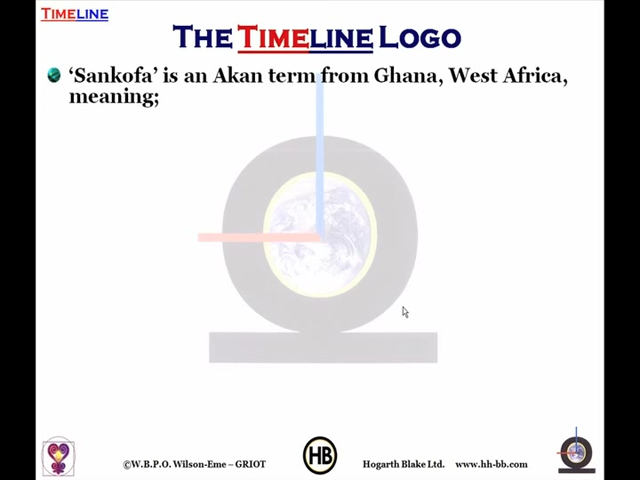 TIMELINE
THE TIMELINE LOGO
‘Sankofa’ is an Akan term from Ghana, West Africa,
meaning;
©W.B.P.O. Wilson-Eme – GRIOT
HB
Hogarth Blake Ltd. www.hh-bb.com